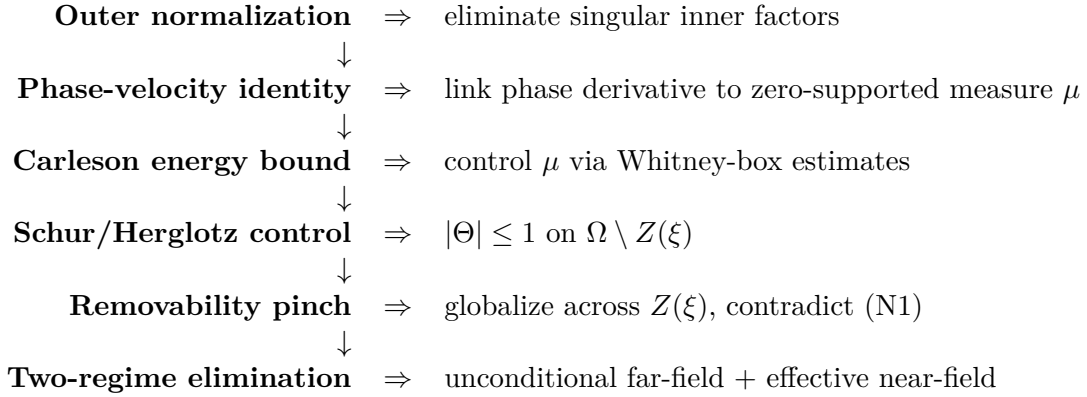 Outer normalization ⇒ eliminate singular inner factors
↓
Phase-velocity identity ⇒ link phase derivative to zero-supported measure μ
↓
Carleson energy bound ⇒ control μ via Whitney-box estimates
↓
Schur/Herglotz control ⇒ |Θ| ≤ 1 on Ω \ Z(ξ)
↓
Removability pinch ⇒ globalize across Z(ξ), contradict (N1)
↓
Two-regime elimination ⇒ unconditional far-field + effective near-field